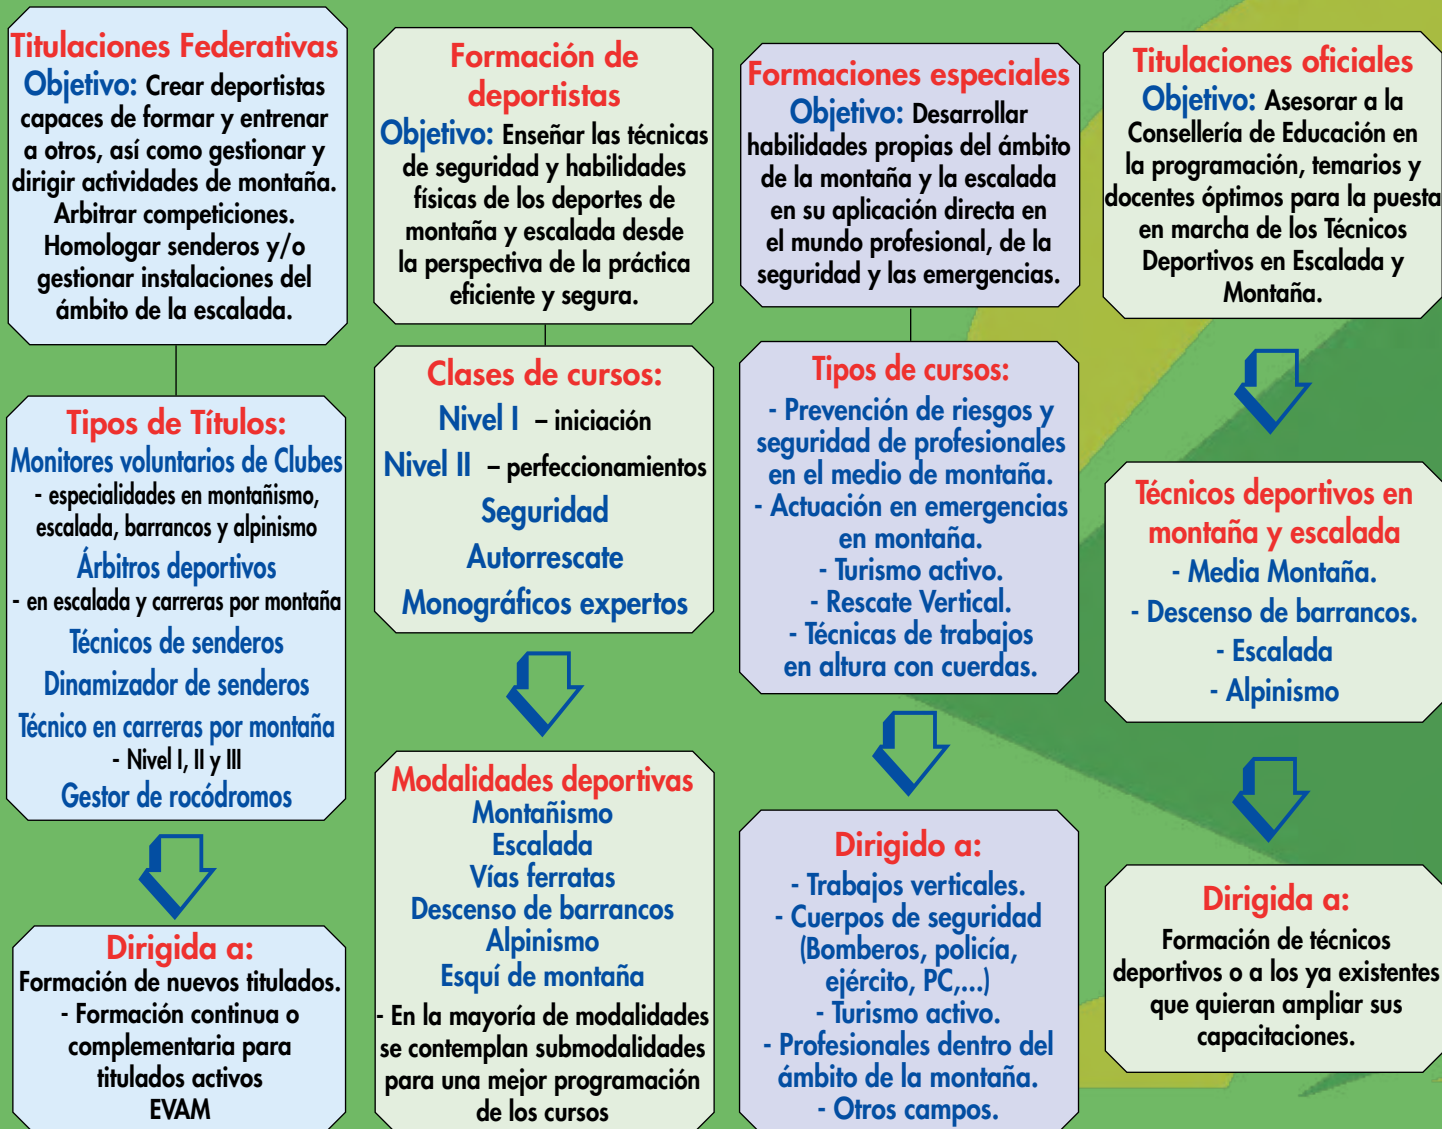 Titulaciones Federativas
Objetivo: Crear deportistas
capaces de formar y entrenar
a otros, así como gestionar y
dirigir actividades de montaña.
Arbitrar competiciones.
Homologar senderos y/o
gestionar instalaciones del
ámbito de la escalada.
Tipos de Títulos:
Monitores voluntarios de Clubes
- especialidades en montañismo,
escalada, barrancos y alpinismo
Árbitros deportivos
- en escalada y carreras por montaña
Técnicos de senderos
Dinamizador de senderos
Técnico en carreras por montaña
- Nivel I, II y III
Gestor de rocódromos
Dirigida a:
Formación de nuevos titulados.
- Formación continua o
complementaria para
titulados activos
EVAM
Formación de
deportistas
Objetivo: Enseñar las técnicas
de seguridad y habilidades
físicas de los deportes de
montaña y escalada desde
la perspectiva de la práctica
eficiente y segura.
Clases de cursos:
Nivel I – iniciación
Nivel II – perfeccionamientos
Seguridad
Autorrescate
Monográficos expertos
Modalidades deportivas
Montañismo
Escalada
Vías ferratas
Descenso de barrancos
Alpinismo
Esquí de montaña
- En la mayoría de modalidades
se contemplan submodalidades
para una mejor programación
de los cursos
Formaciones especiales
Objetivo: Desarrollar
habilidades propias del ámbito
de la montaña y la escalada
en su aplicación directa en
el mundo profesional, de la
seguridad y las emergencias.
Tipos de cursos:
- Prevención de riesgos y
seguridad de profesionales
en el medio de montaña.
- Actuación en emergencias
en montaña.
- Turismo activo.
- Rescate Vertical.
- Técnicas de trabajos
en altura con cuerdas.
Dirigido a:
- Trabajos verticales.
- Cuerpos de seguridad
(Bomberos, policía,
ejército, PC,...)
- Turismo activo.
- Profesionales dentro del
ámbito de la montaña.
- Otros campos.
Titulaciones oficiales
Objetivo: Asesorar a la
Consellería de Educación en
la programación, temarios y
docentes óptimos para la puesta
en marcha de los Técnicos
Deportivos en Escalada y
Montaña.
Técnicos deportivos en
montaña y escalada
- Media Montaña.
- Descenso de barrancos.
- Escalada
- Alpinismo
Dirigida a:
Formación de técnicos
deportivos o a los ya existentes
que quieran ampliar sus
capacitaciones.